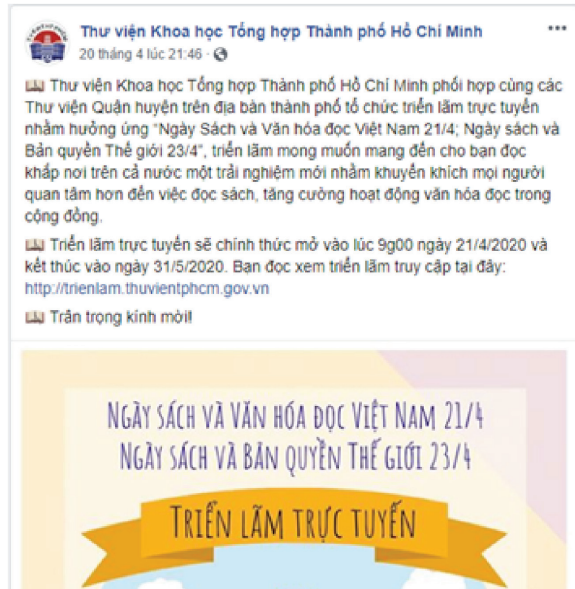 Thư viện Khoa học Tổng hợp Thành phố Hồ Chí Minh
20 tháng 4 lúc 21:46 ·
Thư viện Khoa học Tổng hợp Thành phố Hồ Chí Minh phối hợp cùng các
Thư viện Quận huyện trên địa bàn thành phố tổ chức triển lãm trực tuyến
nhằm hưởng ứng "Ngày Sách và Văn hóa đọc Việt Nam 21/4; Ngày sách và
Bản quyền Thế giới 23/4", triển lãm mong muốn mang đến cho bạn đọc
khắp nơi trên cả nước một trải nghiệm mới nhằm khuyến khích mọi người
quan tâm hơn đến việc đọc sách, tăng cường hoạt động văn hóa đọc trong
cộng đồng.
Triển lãm trực tuyến sẽ chính thức mở vào lúc 9g00 ngày 21/4/2020 và
kết thúc vào ngày 31/5/2020. Bạn đọc xem triển lãm truy cập tại đây:
http://trienlam.thuvientphcm.gov.vn
Trân trọng kính mời!
NGÀY SÁCH VÀ VĂN HÓA ĐỌC VIỆT NAM 21/4
NGÀY SÁCH VÀ BẢN QUYỀN THẾ GIỚI 23/4
TRIỂN LÃM TRỰC TUYẾN